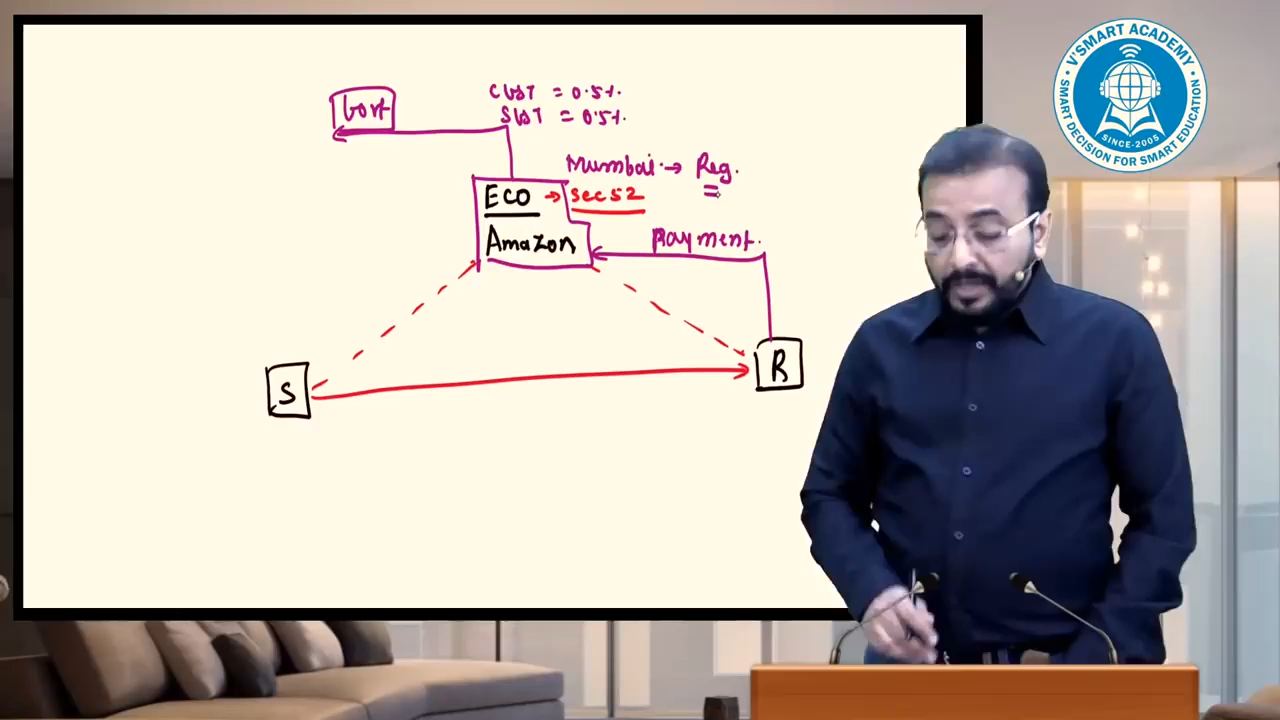 CGST = 0.5%.
Govt
SGST = 0.5%.
Mumbai → Reg.
ECO → Sec 52
Amazon
Payment.
S
R
V'SMART ACADEMY
SINCE-2005
SMART DECISION FOR SMART EDUCATION